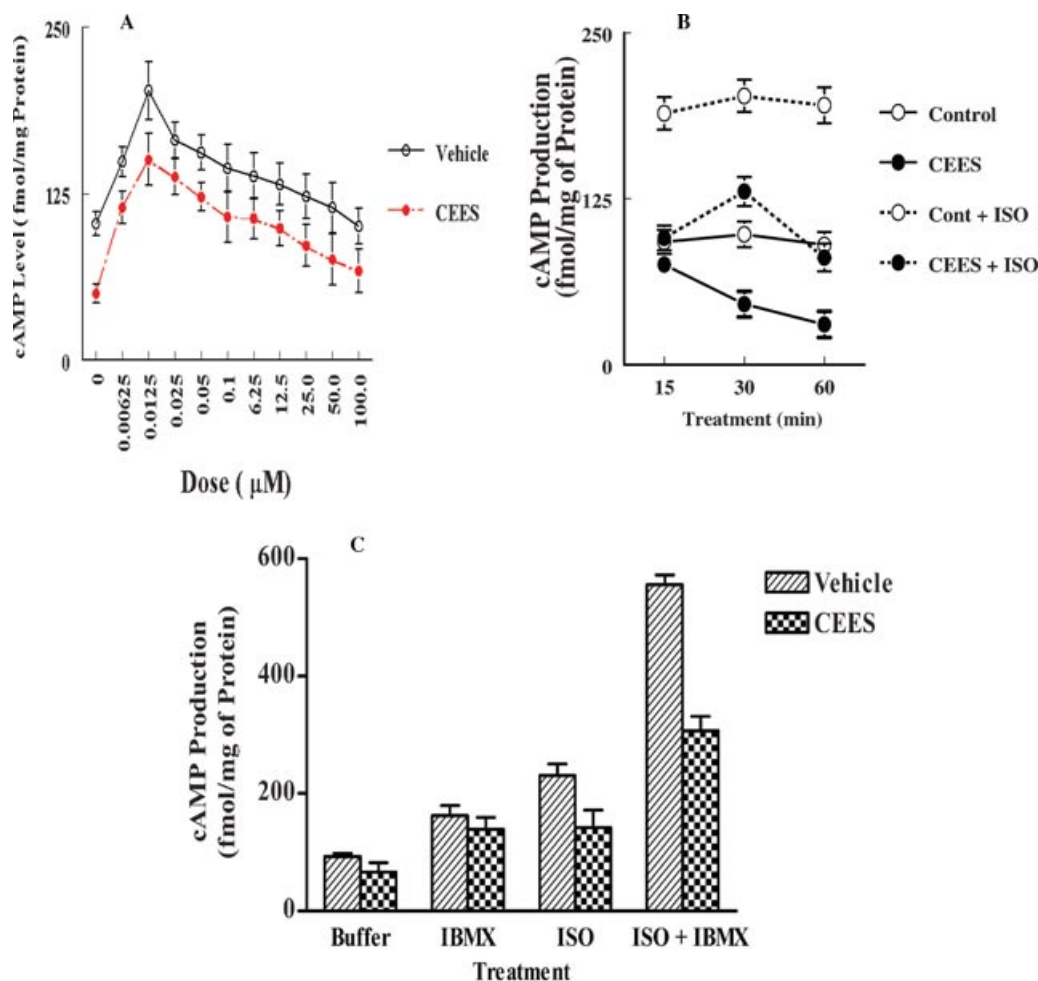 A
250
125
0
cAMP Level ( fmol/mg Protein)
0
0.00625
0.0125
0.025
0.05
0.1
6.25
12.5
25.0
50.0
100.0
Dose ( µM)
Vehicle
CEES
B
250
125
0
cAMP Production
(fmol/mg of Protein)
15 30 60
Treatment (min)
Control
CEES
Cont + ISO
CEES + ISO
C
600
400
200
0
cAMP Production
(fmol/mg of Protein)
Buffer IBMX ISO ISO + IBMX
Treatment
Vehicle
CEES